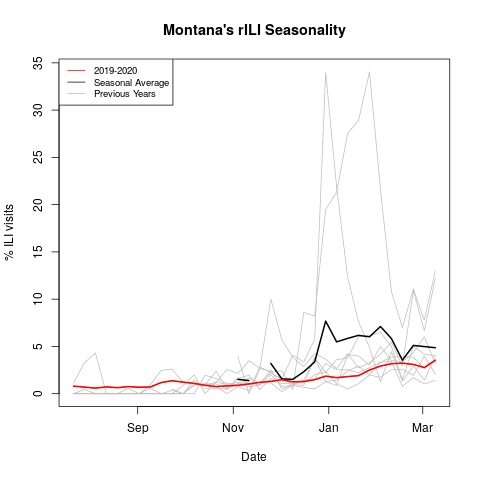 Montana's rILI Seasonality
2019-2020
Seasonal Average
Previous Years
% ILI visits
35
30
25
20
15
10
5
0
Sep
Nov
Jan
Mar
Date